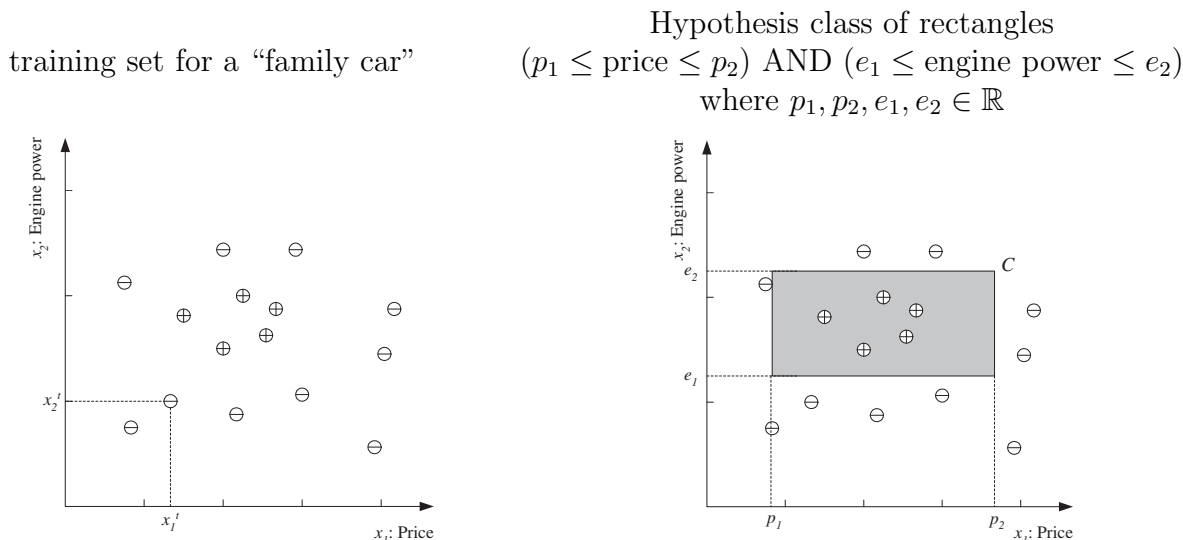 training set for a “family car”
x₂: Engine power
x₂ᵗ
x₁ᵗ
x₁: Price
Hypothesis class of rectangles
(p₁ ≤ price ≤ p₂) AND (e₁ ≤ engine power ≤ e₂)
where p₁, p₂, e₁, e₂ ∈ ℝ
x₂: Engine power
e₂
C
e₁
p₁
p₂
x₁: Price